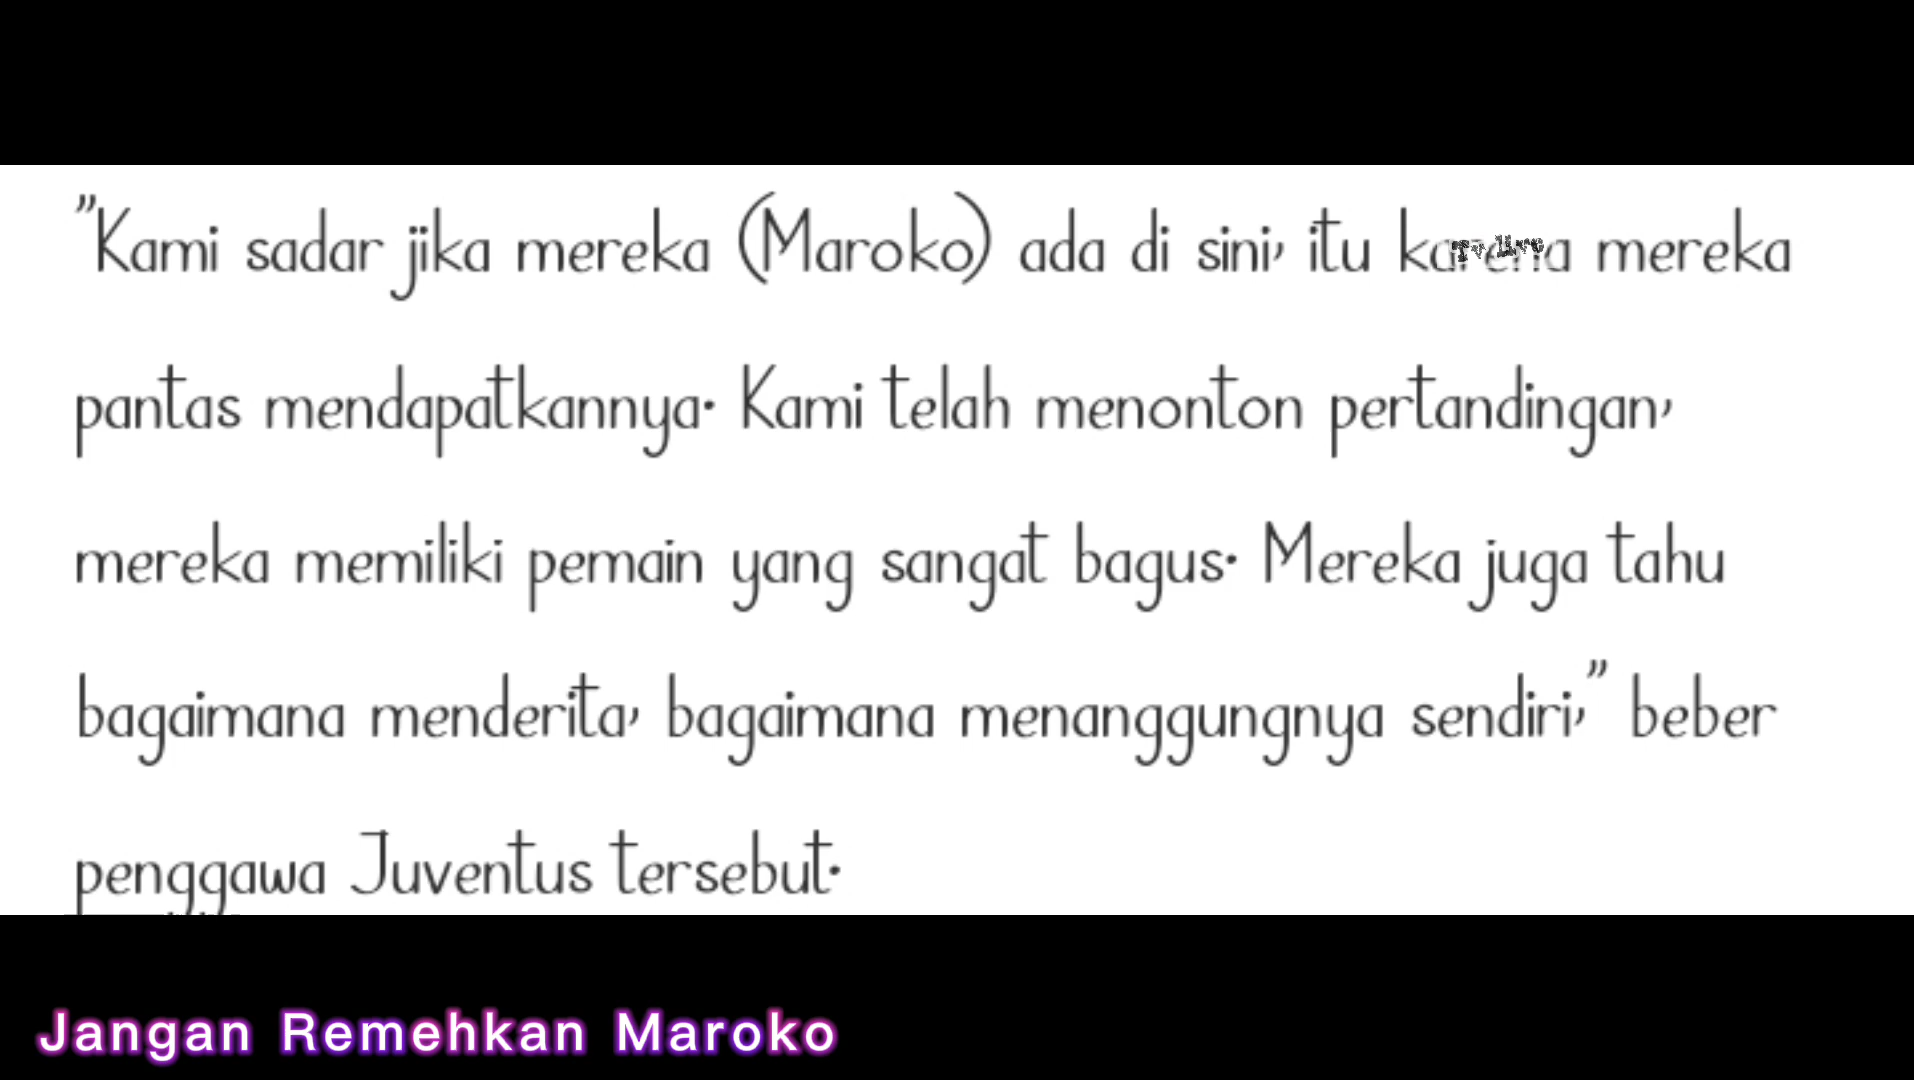 "Kami sadar jika mereka (Maroko) ada di sini, itu karena mereka
pantas mendapatkannya. Kami telah menonton pertandingan,
mereka memiliki pemain yang sangat bagus. Mereka juga tahu
bagaimana menderita, bagaimana menanggungnya sendiri," beber
penggawa Juventus tersebut.
Jangan Remehkan Maroko